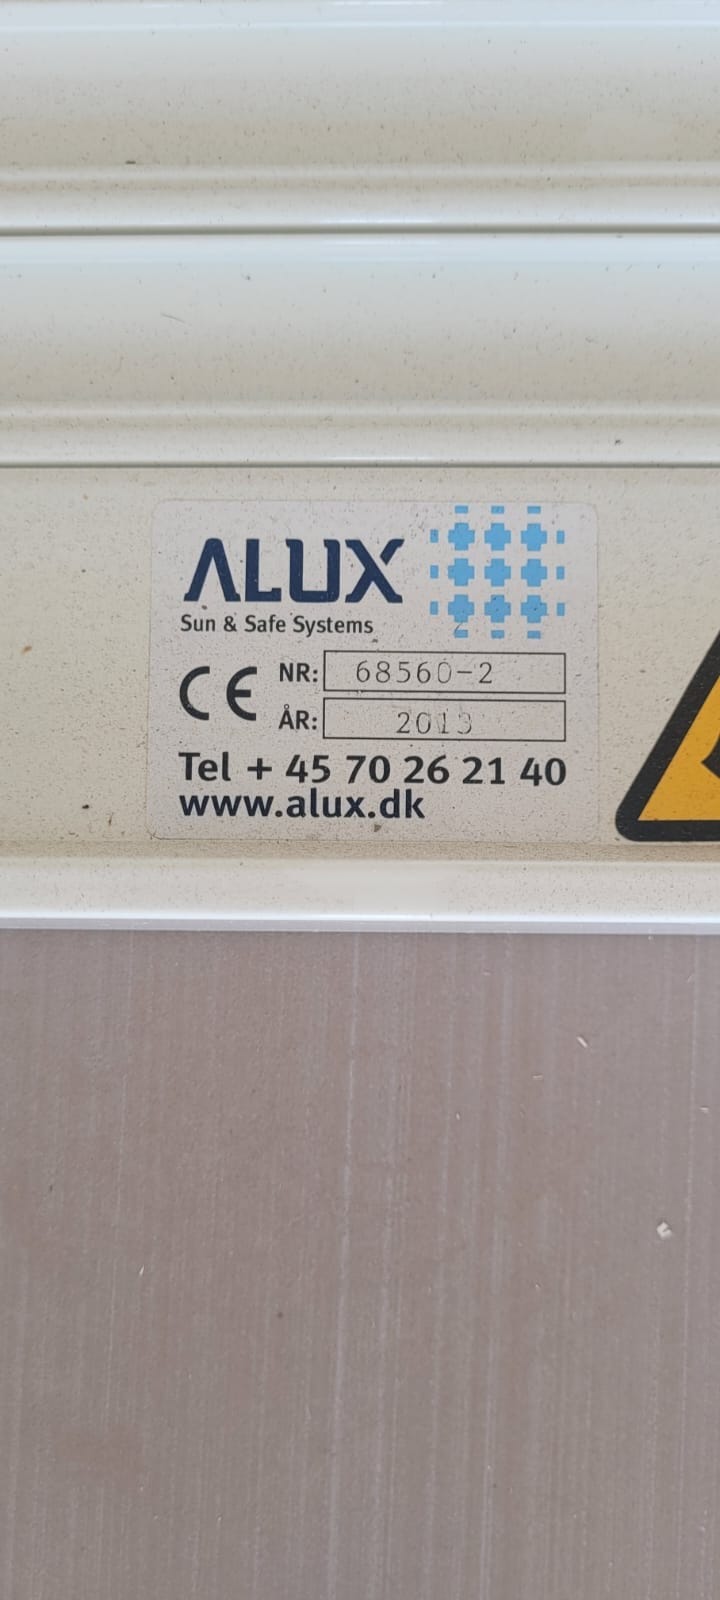 ALUX
Sun & Safe Systems
CE NR: 68560-2
ÅR: 2013
Tel + 45 70 26 21 40
www.alux.dk